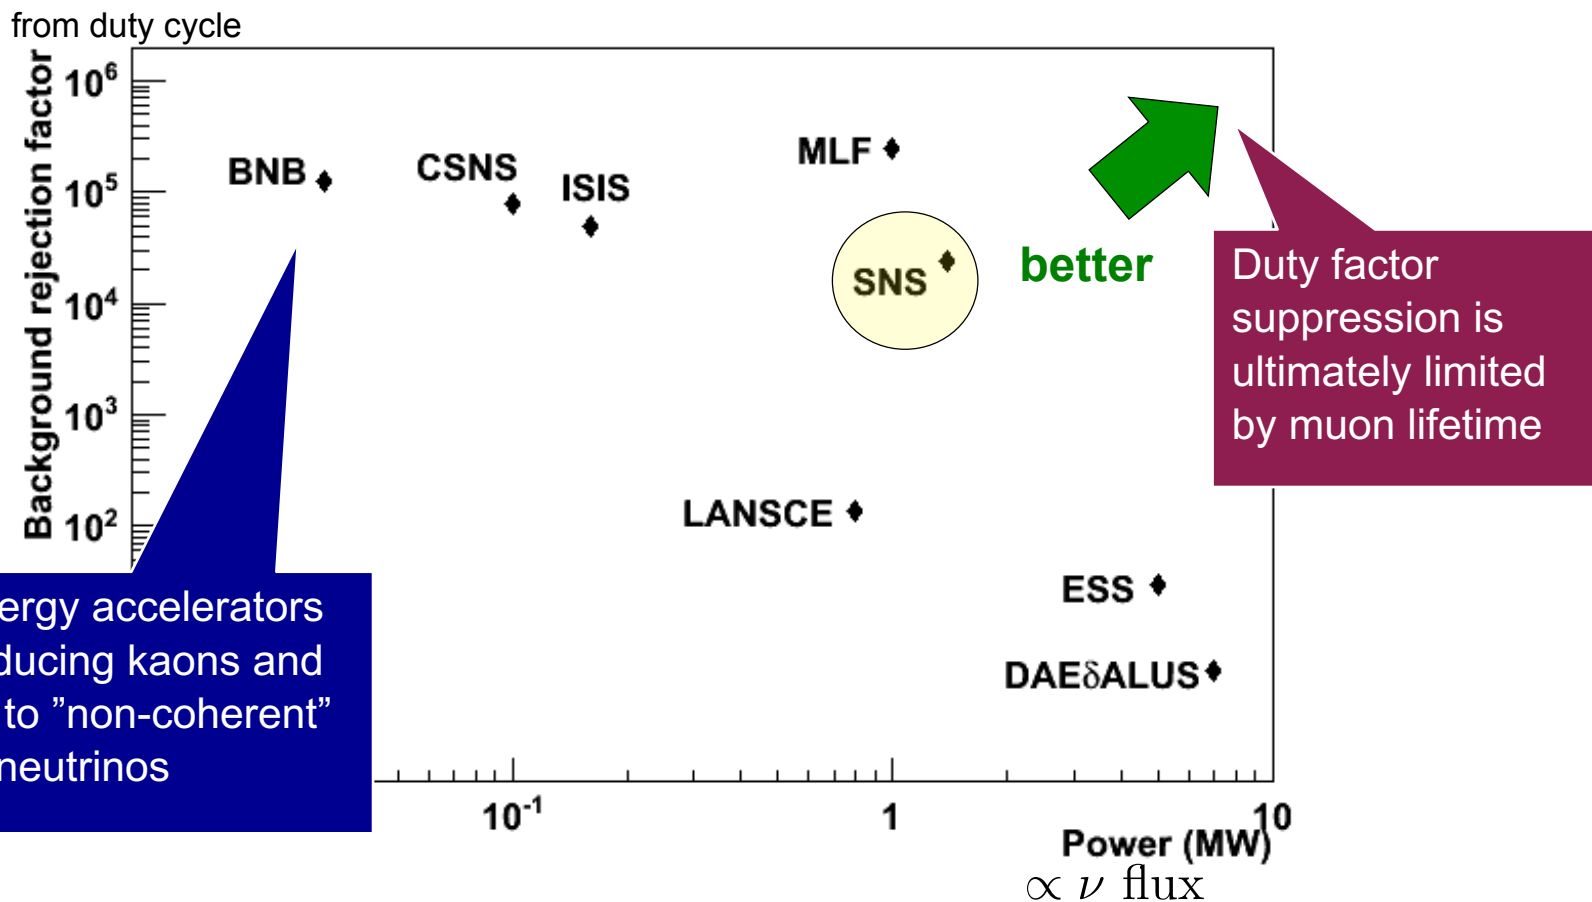 from duty cycle
Background rejection factor
10⁶
10⁵
10⁴
10³
10²
BNB
CSNS
ISIS
MLF
SNS
better
Duty factor
suppression is
ultimately limited
by muon lifetime
LANSCE
ESS
DAEδALUS
ergy accelerators
ducing kaons and
to ”non-coherent”
neutrinos
10⁻¹
1
10
Power (MW)
∝ ν flux